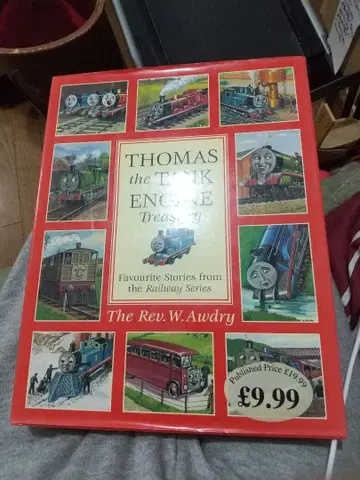 THOMAS
the TANK
ENGINE
Treasury
Favourite Stories from
the Railway Series
The Rev. W. Awdry
Published Price £19.99
£9.99